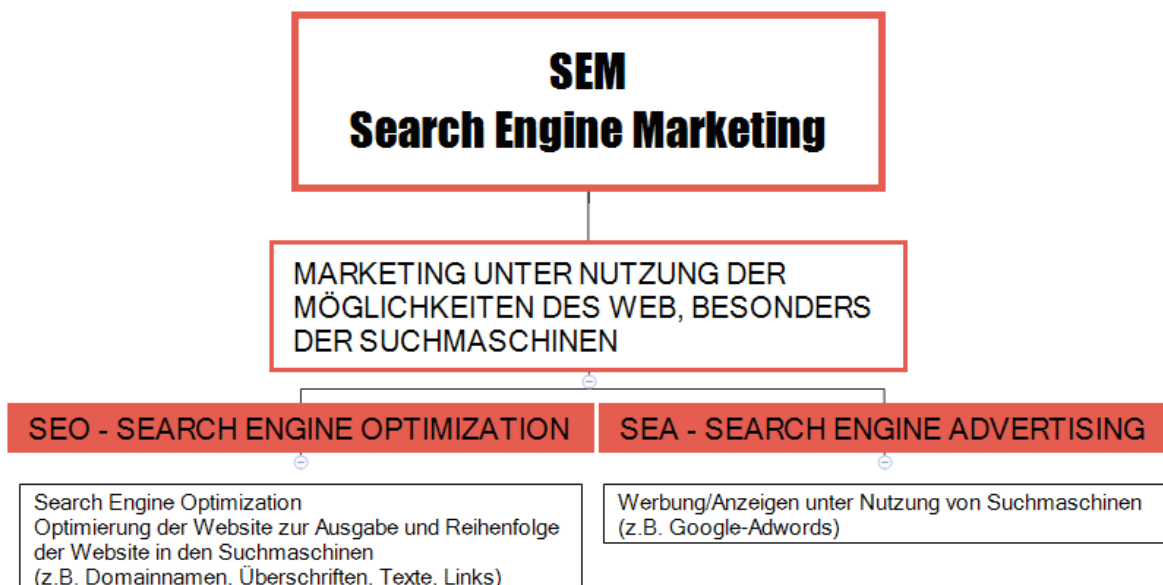 SEM
Search Engine Marketing
MARKETING UNTER NUTZUNG DER
MÖGLICHKEITEN DES WEB, BESONDERS
DER SUCHMASCHINEN
SEO - SEARCH ENGINE OPTIMIZATION
SEA - SEARCH ENGINE ADVERTISING
Search Engine Optimization
Optimierung der Website zur Ausgabe und Reihenfolge
der Website in den Suchmaschinen
(z.B. Domainnamen, Überschriften, Texte, Links)
Werbung/Anzeigen unter Nutzung von Suchmaschinen
(z.B. Google-Adwords)